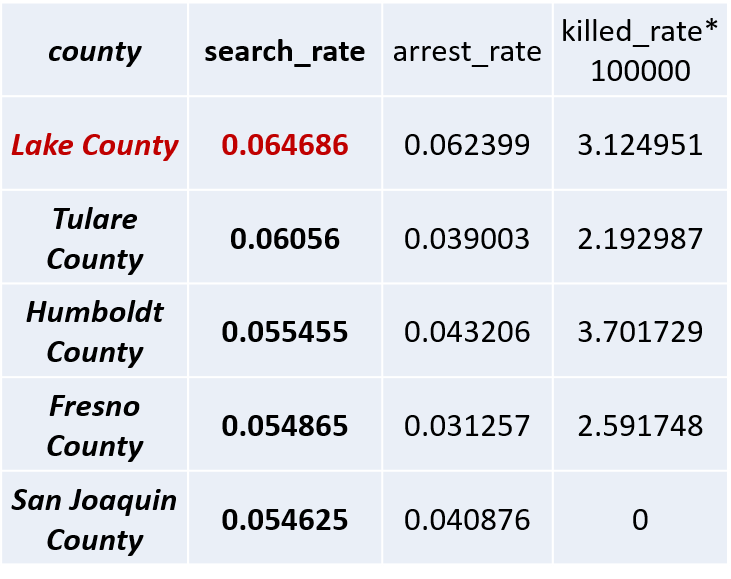 county search_rate arrest_rate killed_rate*
100000
Lake County 0.064686 0.062399 3.124951
Tulare
County 0.06056 0.039003 2.192987
Humboldt
County 0.055455 0.043206 3.701729
Fresno
County 0.054865 0.031257 2.591748
San Joaquin
County 0.054625 0.040876 0